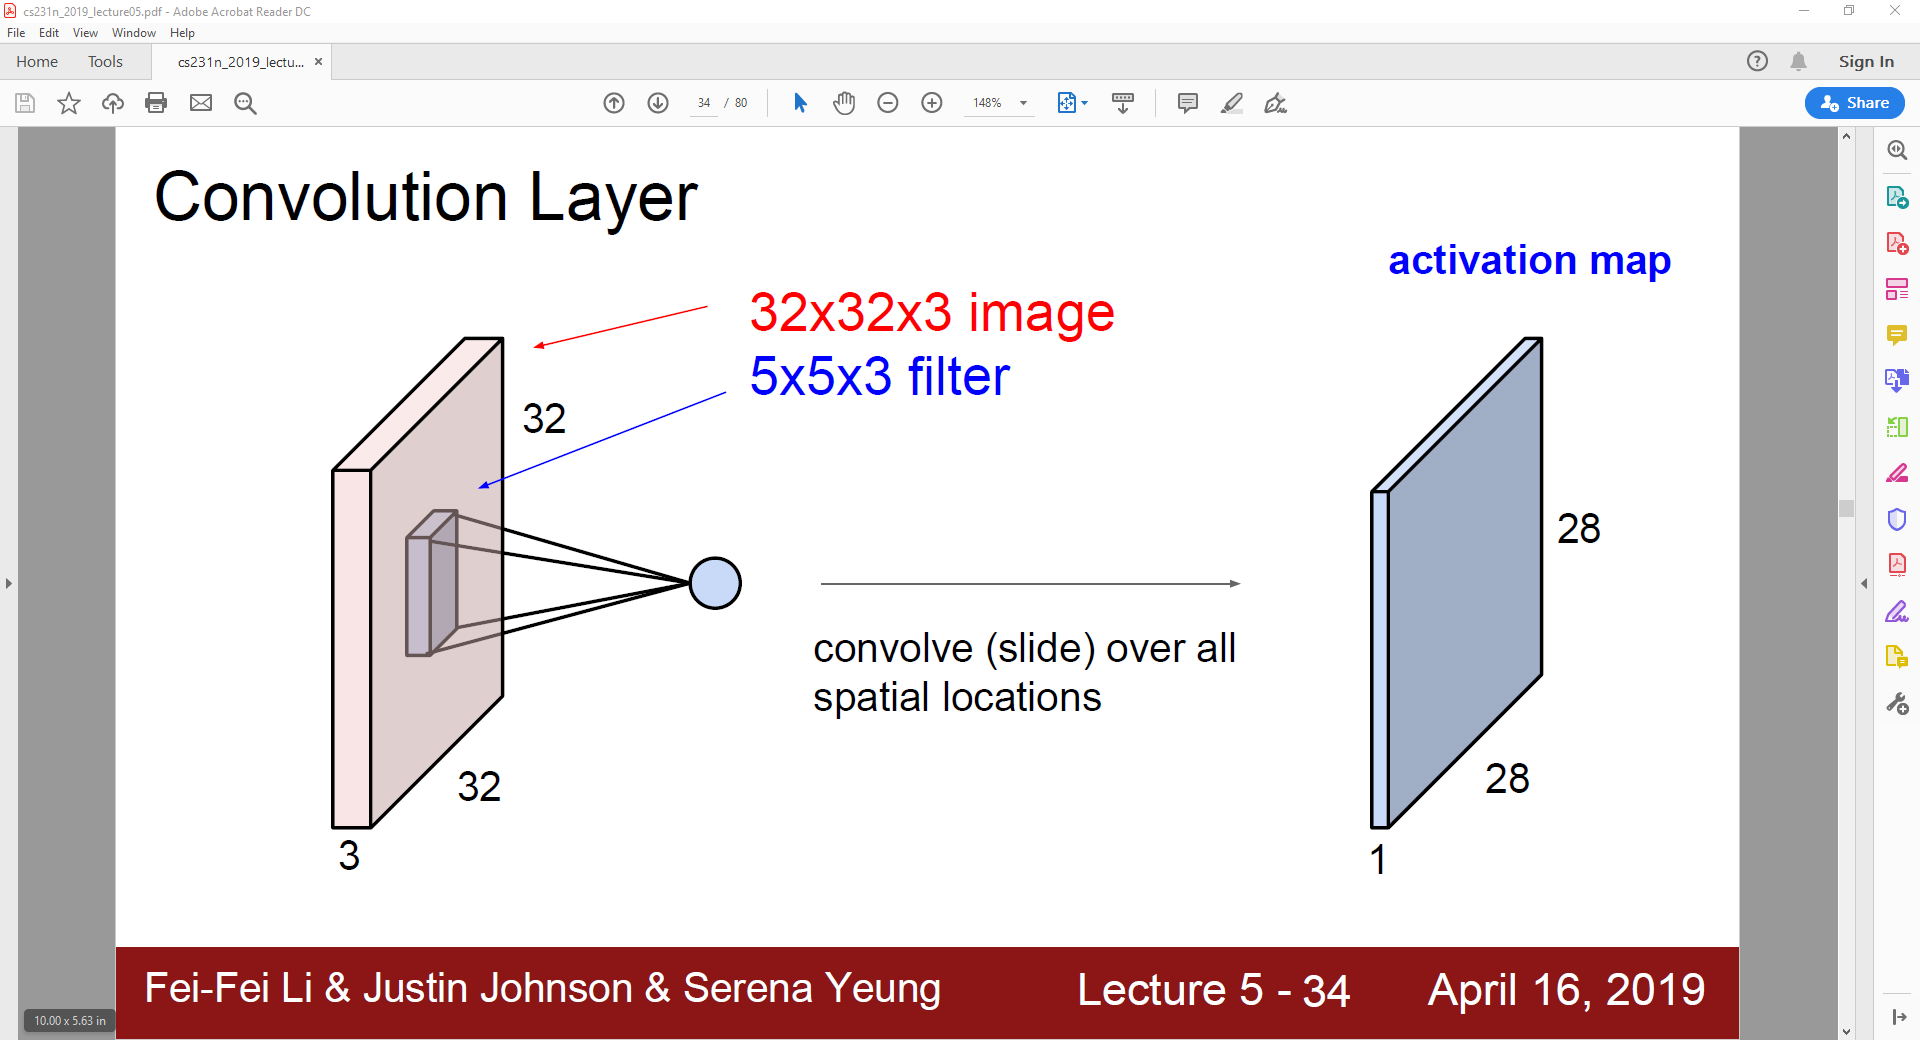 cs231n_2019_lecture05.pdf - Adobe Acrobat Reader DC
File Edit View Window Help
Home Tools cs231n_2019_lectu... × Sign In
34 / 80 148% Share
Convolution Layer
activation map
32x32x3 image
5x5x3 filter
32
28
convolve (slide) over all
spatial locations
28
32
3
1
Fei-Fei Li & Justin Johnson & Serena Yeung Lecture 5 - 34 April 16, 2019
10.00 x 5.63 in